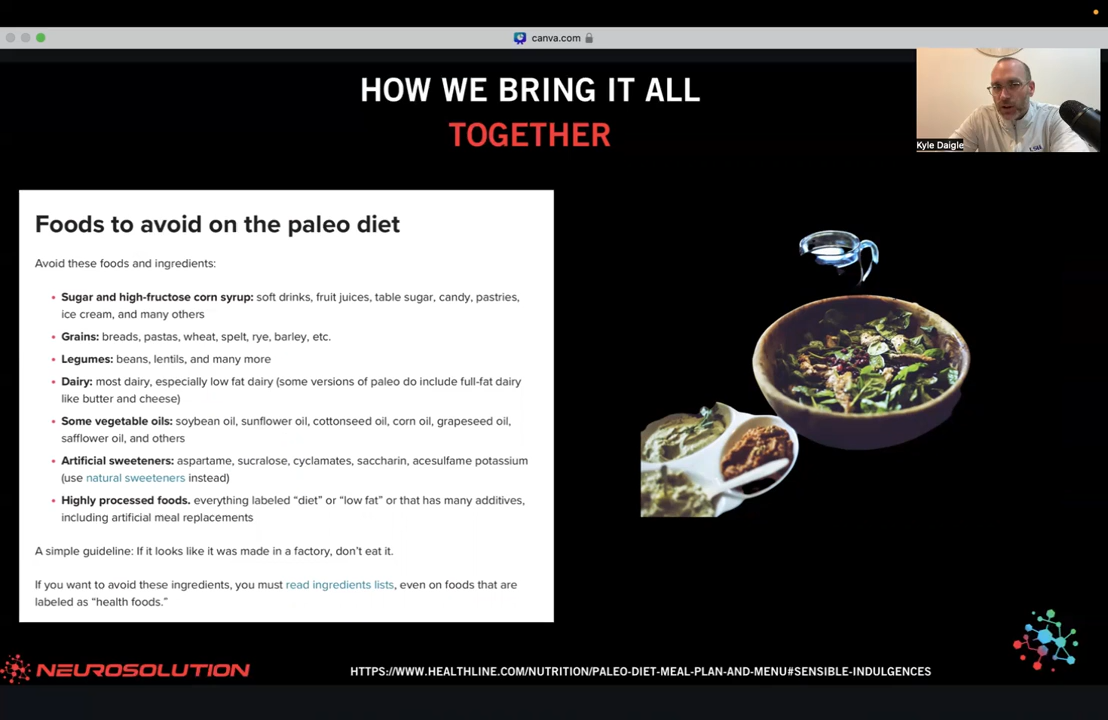 canva.com
HOW WE BRING IT ALL
TOGETHER
Kyle Daigle
Foods to avoid on the paleo diet
Avoid these foods and ingredients:
• Sugar and high-fructose corn syrup: soft drinks, fruit juices, table sugar, candy, pastries,
ice cream, and many others
• Grains: breads, pastas, wheat, spelt, rye, barley, etc.
• Legumes: beans, lentils, and many more
• Dairy: most dairy, especially low fat dairy (some versions of paleo do include full-fat dairy
like butter and cheese)
• Some vegetable oils: soybean oil, sunflower oil, cottonseed oil, corn oil, grapeseed oil,
safflower oil, and others
• Artificial sweeteners: aspartame, sucralose, cyclamates, saccharin, acesulfame potassium
(use natural sweeteners instead)
• Highly processed foods. everything labeled “diet” or “low fat” or that has many additives,
including artificial meal replacements
A simple guideline: If it looks like it was made in a factory, don’t eat it.
If you want to avoid these ingredients, you must read ingredients lists, even on foods that are
labeled as “health foods.”
NEUROSOLUTION
HTTPS://WWW.HEALTHLINE.COM/NUTRITION/PALEO-DIET-MEAL-PLAN-AND-MENU#SENSIBLE-INDULGENCES